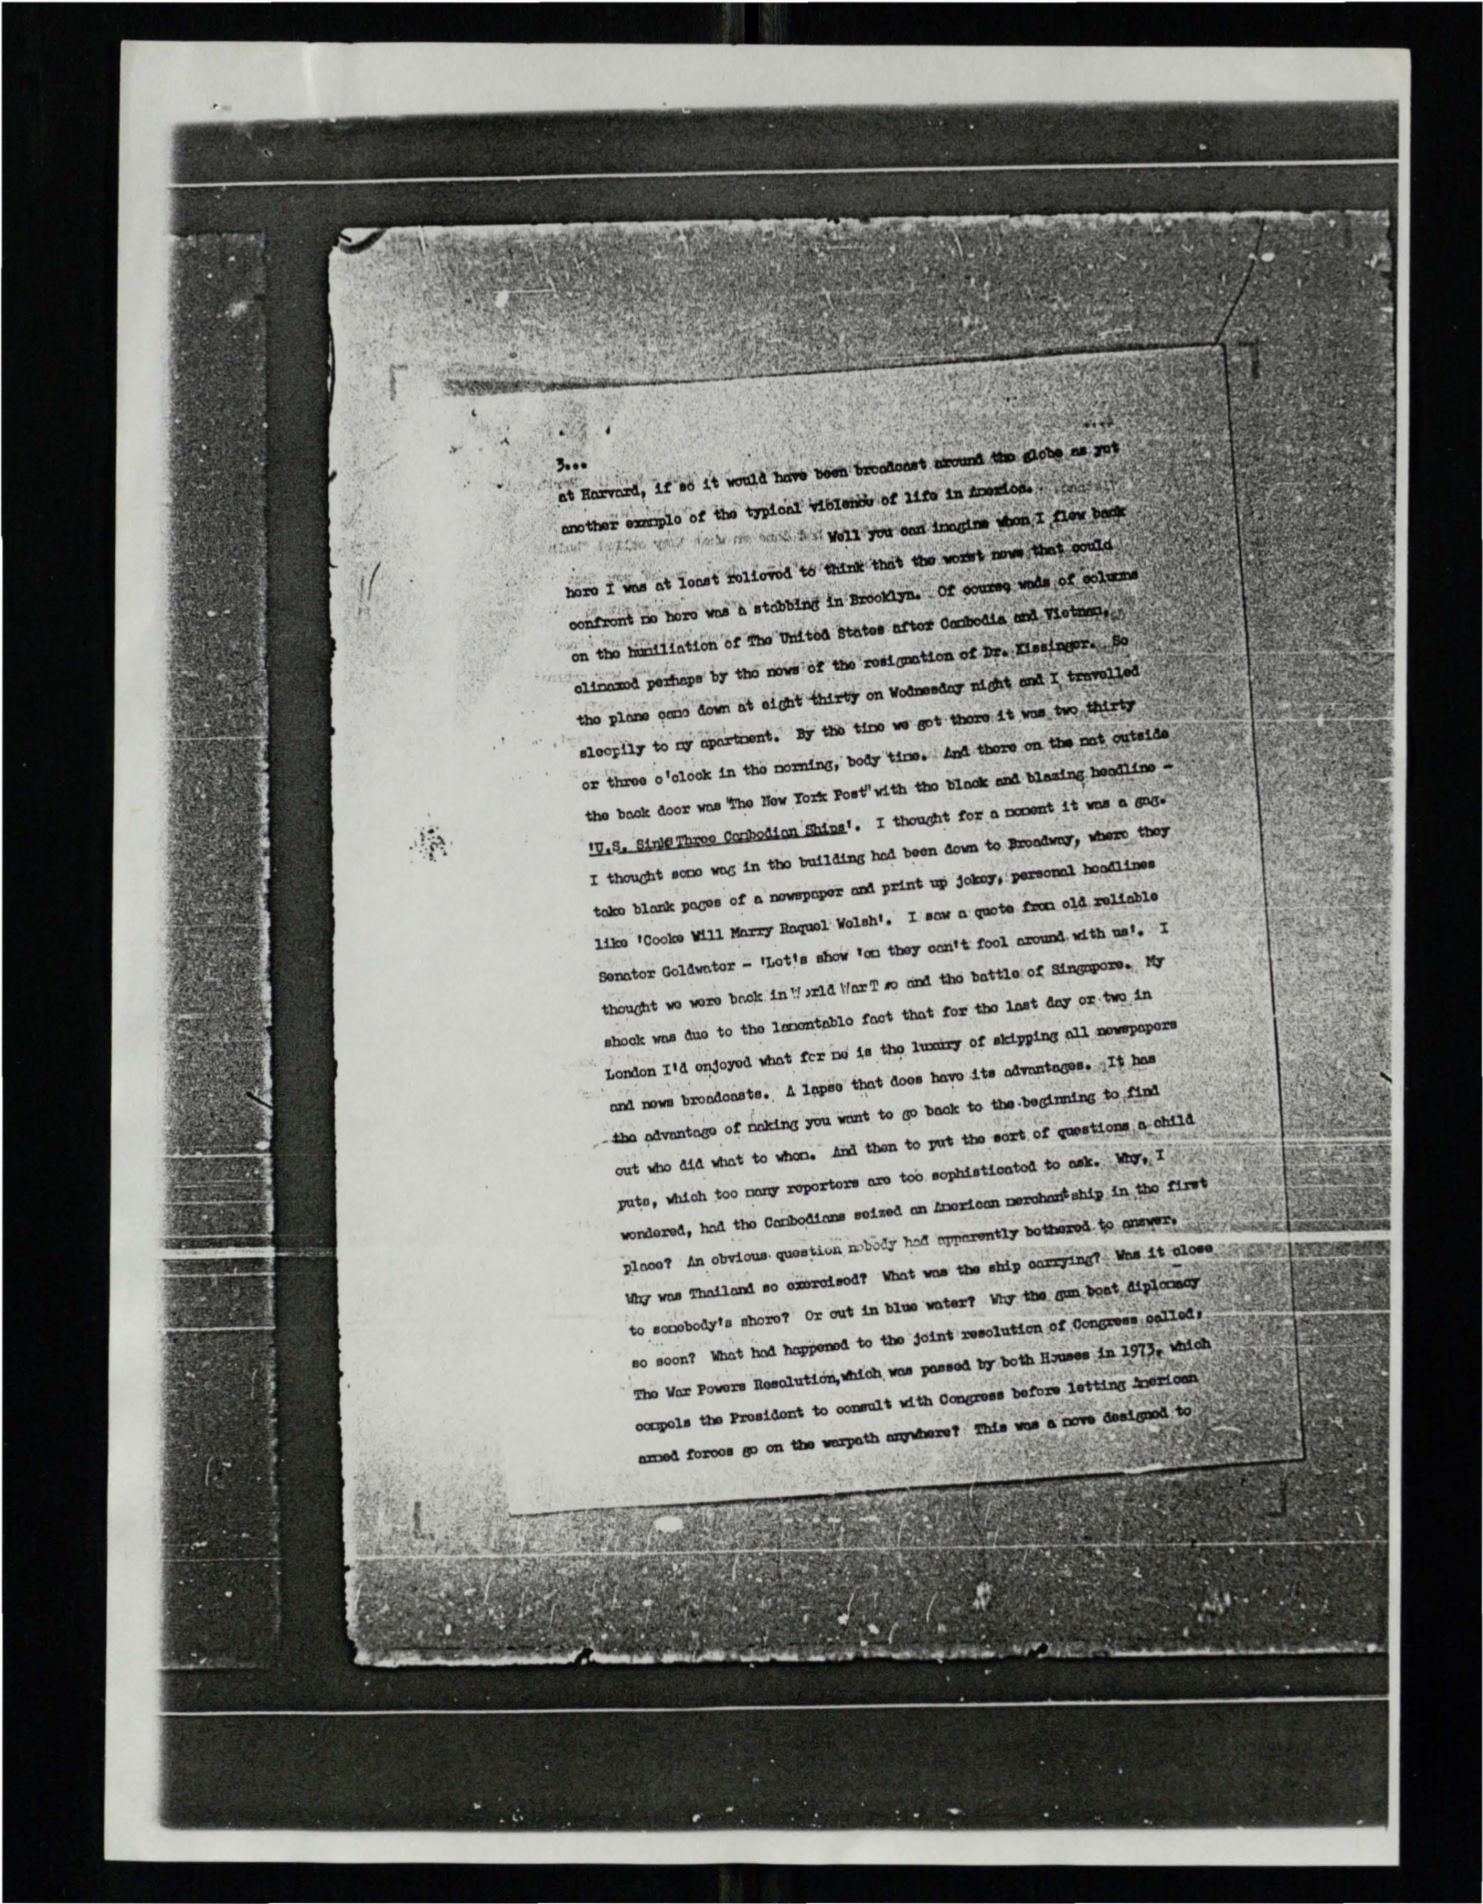 3...
at Harvard, if so it would have been broadcast around the globe as yet
another example of the typical violence of life in America.
Well you can imagine when I flew back
here I was at least relieved to think that the worst news that could
confront me here was a stabbing in Brooklyn. Of course wads of columns
on the humiliation of The United States after Cambodia and Vietnam,
climaxed perhaps by the news of the resignation of Dr. Kissinger. So
the plane came down at eight thirty on Wednesday night and I travelled
sleepily to my apartment. By the time we got there it was two thirty
or three o'clock in the morning, body time. And there on the mat outside
the back door was "The New York Post" with the black and blazing headline -
'U.S. Sink Three Cambodian Ships'. I thought for a moment it was a gag.
I thought some wag in the building had been down to Broadway, where they
take blank pages of a newspaper and print up jokey, personal headlines
like 'Cooke Will Marry Raquel Welsh'. I saw a quote from old reliable
Senator Goldwater - 'Let's show 'em they can't fool around with us'. I
thought we were back in World War Two and the battle of Singapore. My
shock was due to the lamentable fact that for the last day or two in
London I'd enjoyed what for me is the luxury of skipping all newspapers
and news broadcasts. A lapse that does have its advantages. It has
the advantage of making you want to go back to the beginning to find
out who did what to whom. And then to put the sort of questions a child
puts, which too many reporters are too sophisticated to ask. Why, I
wondered, had the Cambodians seized an American merchant ship in the first
place? An obvious question nobody had apparently bothered to answer.
Why was Thailand so exercised? What was the ship carrying? Was it close
to somebody's shore? Or out in blue water? Why the gun boat diplomacy
so soon? What had happened to the joint resolution of Congress called,
The War Powers Resolution, which was passed by both Houses in 1973, which
compels the President to consult with Congress before letting American
armed forces go on the warpath anywhere? This was a move designed to